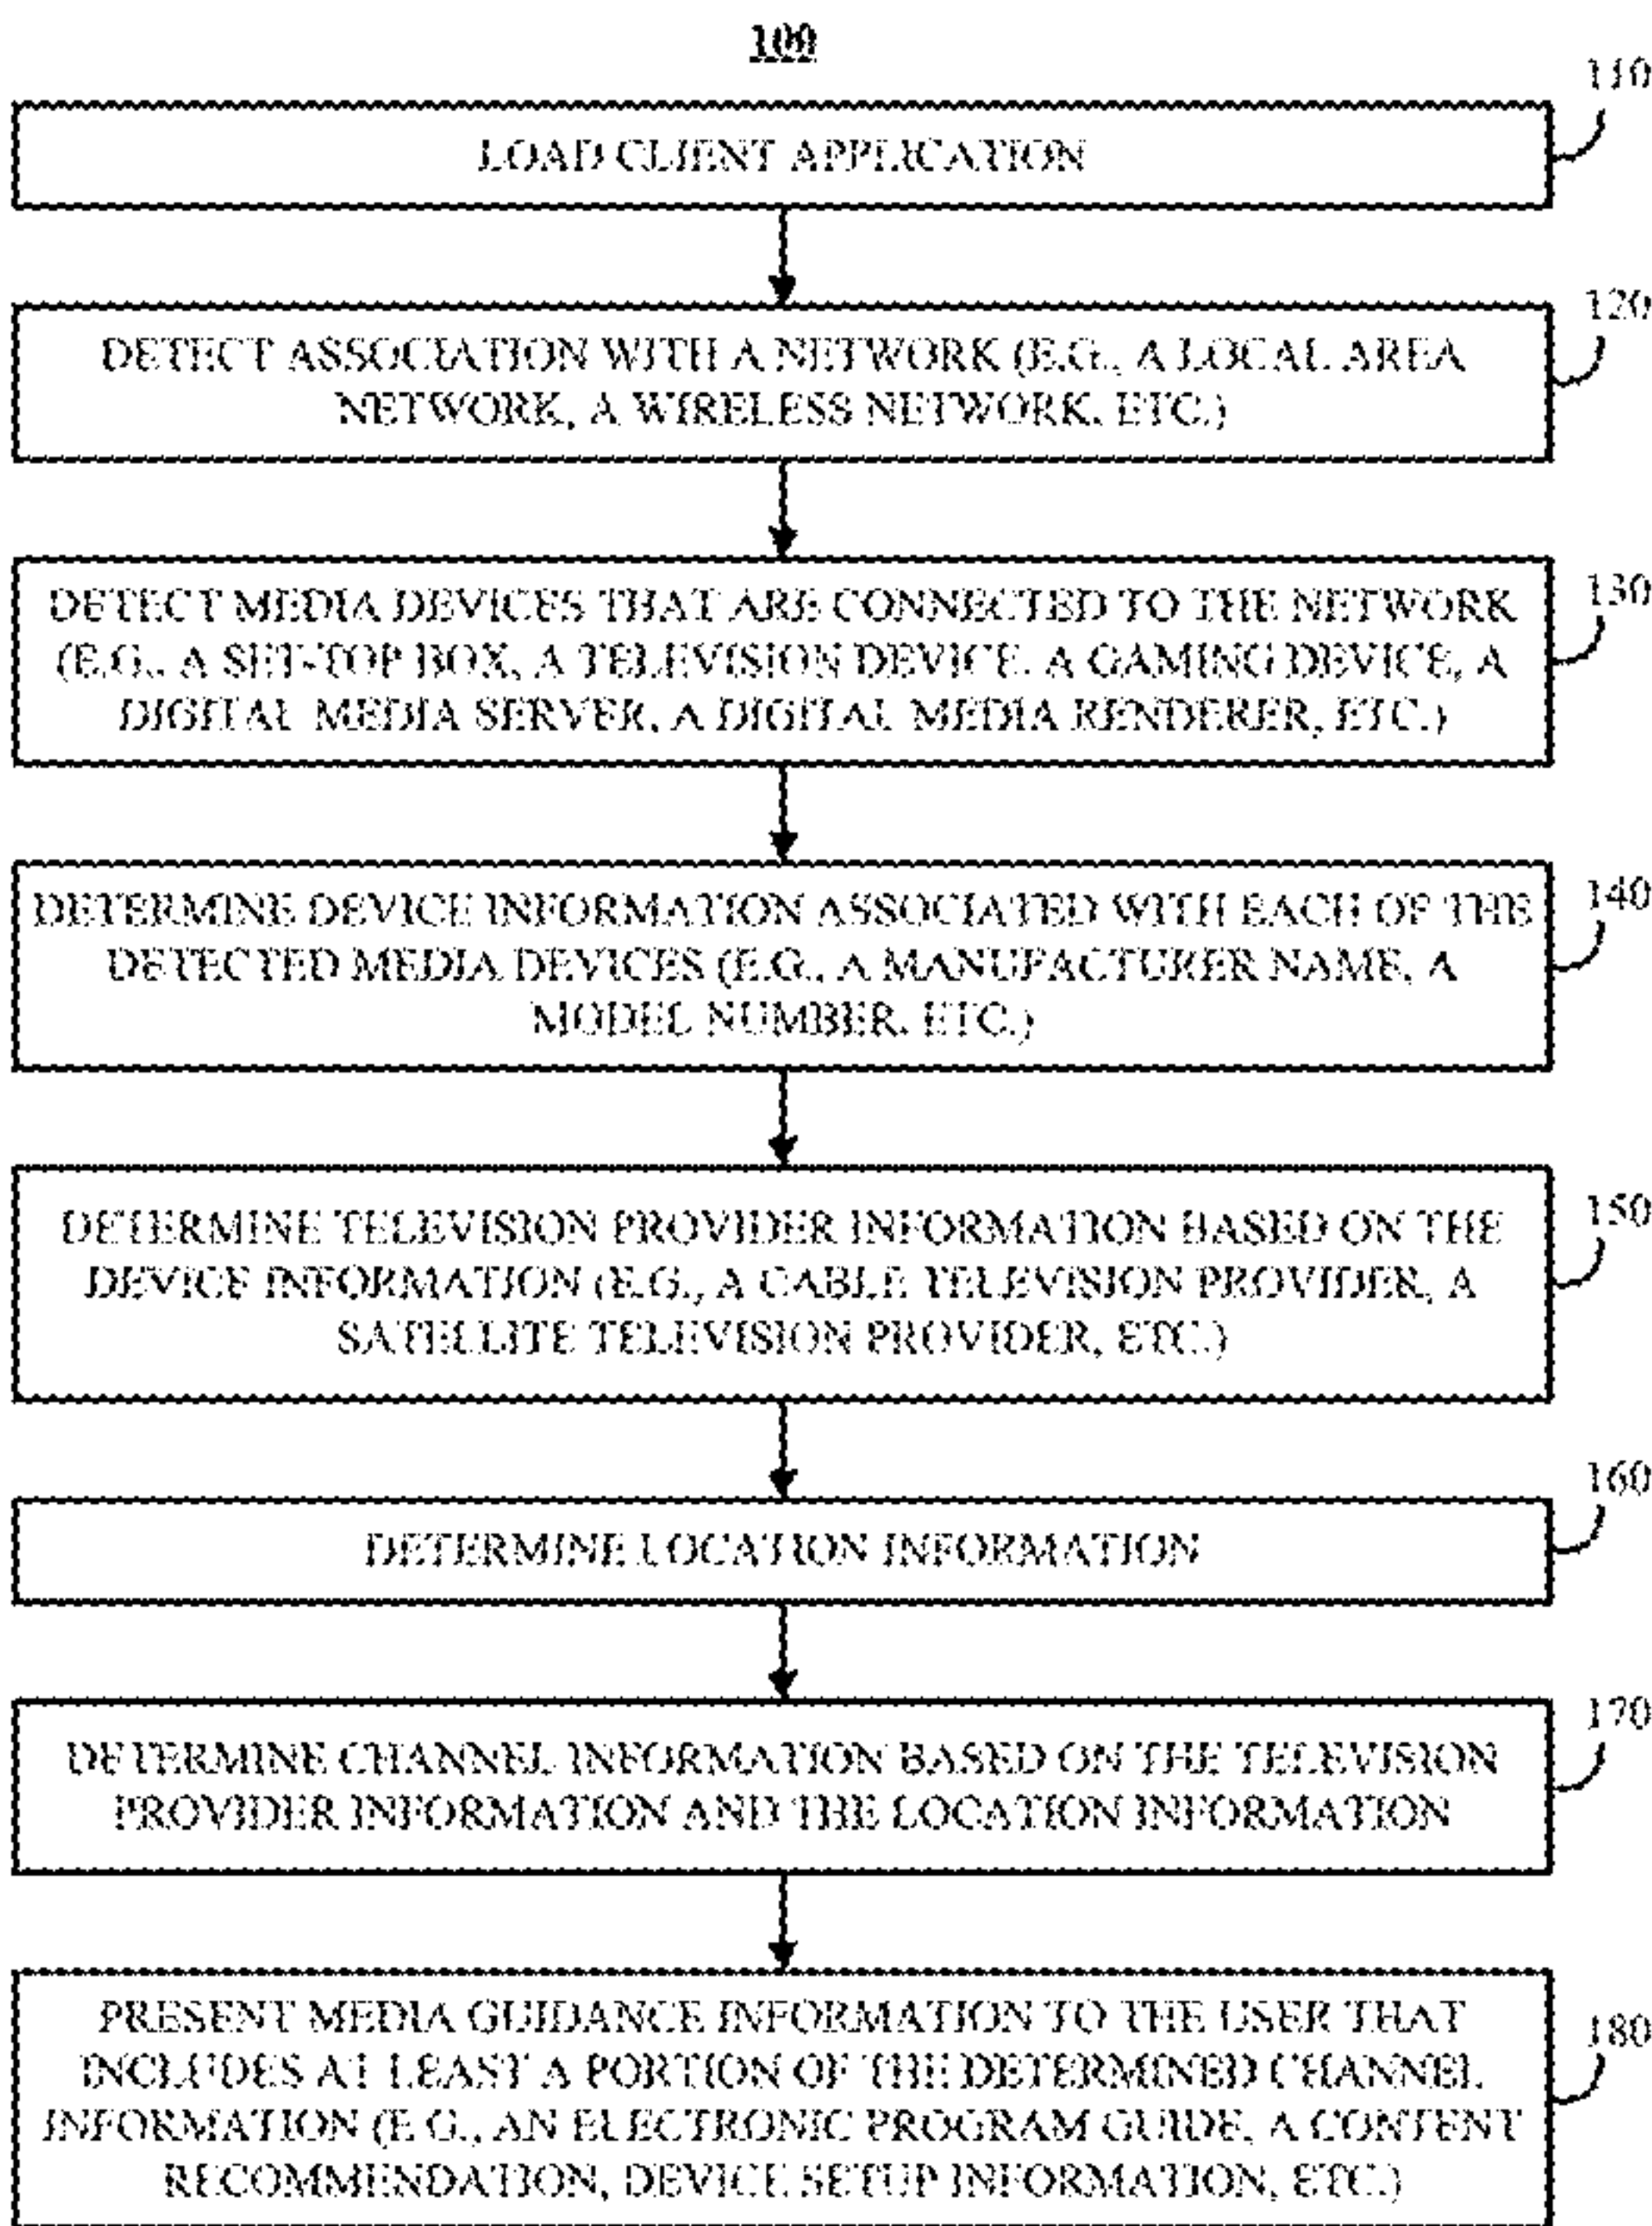 100
110
LOAD CLIENT APPLICATION
120
DETECT ASSOCIATION WITH A NETWORK (E.G., A LOCAL AREA
NETWORK, A WIRELESS NETWORK, ETC.)
130
DETECT MEDIA DEVICES THAT ARE CONNECTED TO THE NETWORK
(E.G., A SET-TOP BOX, A TELEVISION DEVICE, A GAMING DEVICE, A
DIGITAL MEDIA SERVER, A DIGITAL MEDIA RENDERER, ETC.)
140
DETERMINE DEVICE INFORMATION ASSOCIATED WITH EACH OF THE
DETECTED MEDIA DEVICES (E.G., A MANUFACTURER NAME, A
MODEL NUMBER, ETC.)
150
DETERMINE TELEVISION PROVIDER INFORMATION BASED ON THE
DEVICE INFORMATION (E.G., A CABLE TELEVISION PROVIDER, A
SATELLITE TELEVISION PROVIDER, ETC.)
160
DETERMINE LOCATION INFORMATION
170
DETERMINE CHANNEL INFORMATION BASED ON THE TELEVISION
PROVIDER INFORMATION AND THE LOCATION INFORMATION
180
PRESENT MEDIA GUIDANCE INFORMATION TO THE USER THAT
INCLUDES AT LEAST A PORTION OF THE DETERMINED CHANNEL
INFORMATION (E.G., AN ELECTRONIC PROGRAM GUIDE, A CONTENT
RECOMMENDATION, DEVICE SETUP INFORMATION, ETC.)